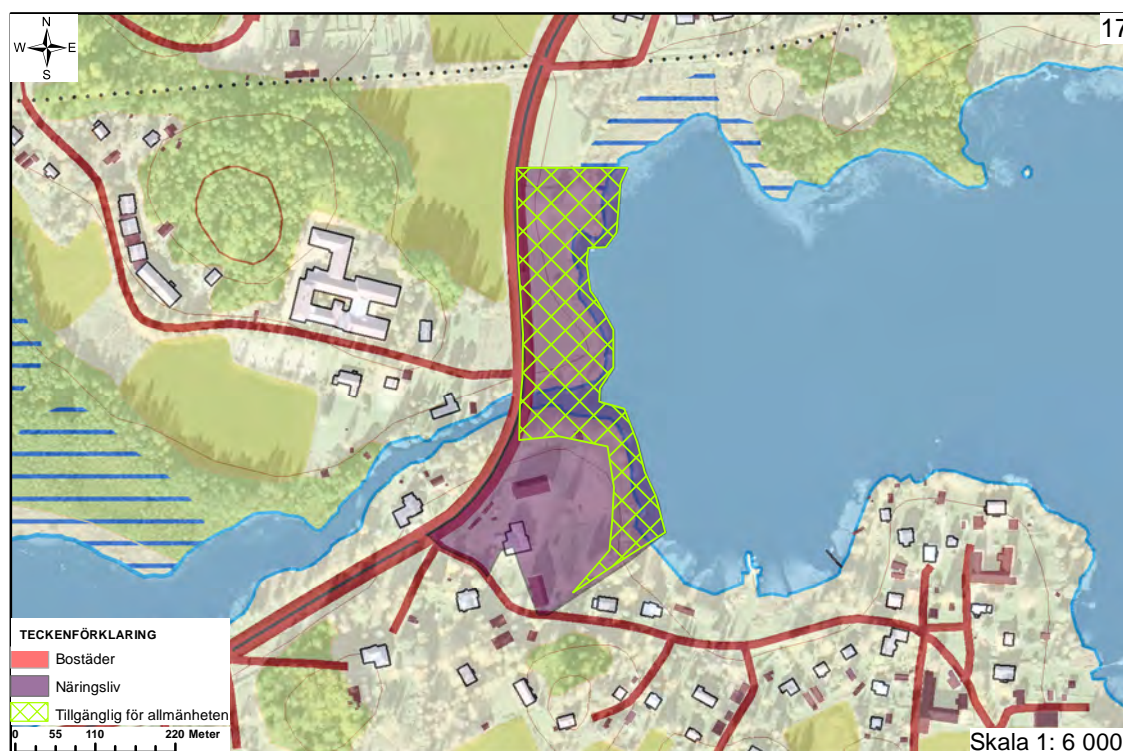 N
W E
S
17
TECKENFÖRKLARING
Bostäder
Näringsliv
Tillgänglig för allmänheten
0 55 110 220 Meter
Skala 1: 6 000